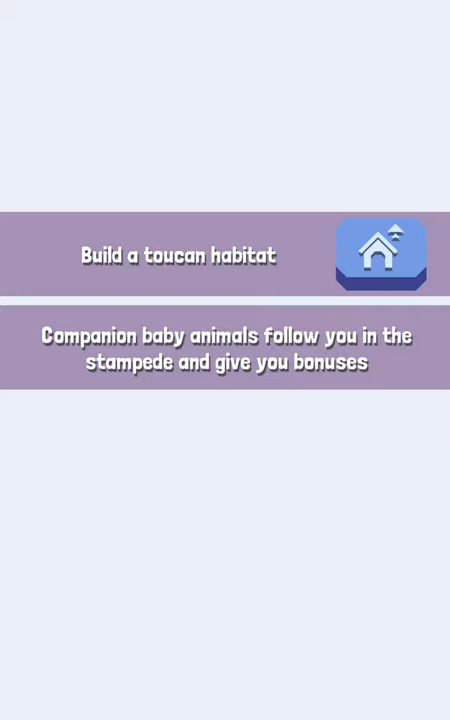 Build a toucan habitat
Companion baby animals follow you in the
stampede and give you bonuses